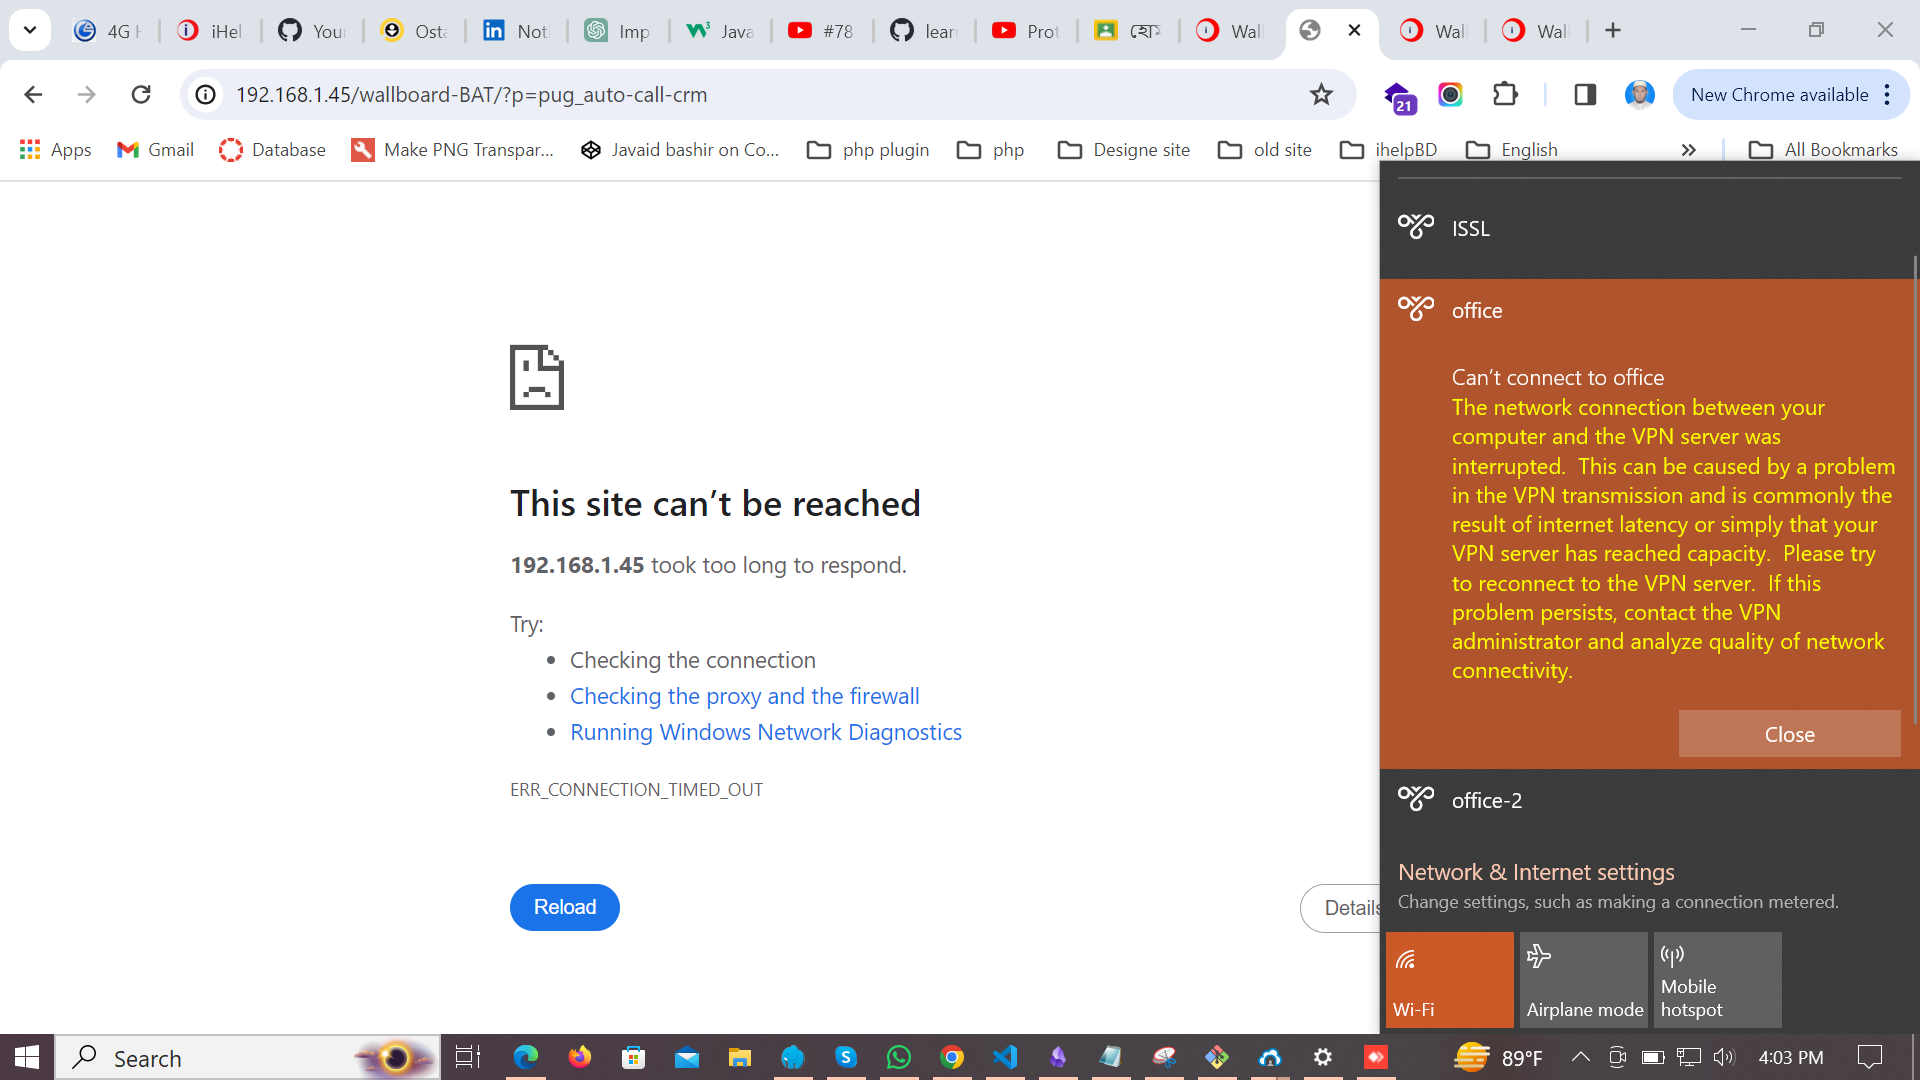 4G H
iHel
Your
Osta
Noti
Imp
Java
#78
lear
Prot
হোম
Wall
Wall
Wall
192.168.1.45/wallboard-BAT/?p=pug_auto-call-crm
21
New Chrome available
Apps
Gmail
Database
Make PNG Transpar...
Javaid bashir on Co...
php plugin
php
Designe site
old site
ihelpBD
English
»
All Bookmarks
This site can’t be reached
192.168.1.45 took too long to respond.
Try:
• Checking the connection
• Checking the proxy and the firewall
• Running Windows Network Diagnostics
ERR_CONNECTION_TIMED_OUT
Reload
Details
ISSL
office
Can’t connect to office
The network connection between your
computer and the VPN server was
interrupted.  This can be caused by a problem
in the VPN transmission and is commonly the
result of internet latency or simply that your
VPN server has reached capacity.  Please try
to reconnect to the VPN server.  If this
problem persists, contact the VPN
administrator and analyze quality of network
connectivity.
Close
office-2
Network & Internet settings
Change settings, such as making a connection metered.
Wi-Fi
Airplane mode
Mobile
hotspot
Search
89°F
4:03 PM